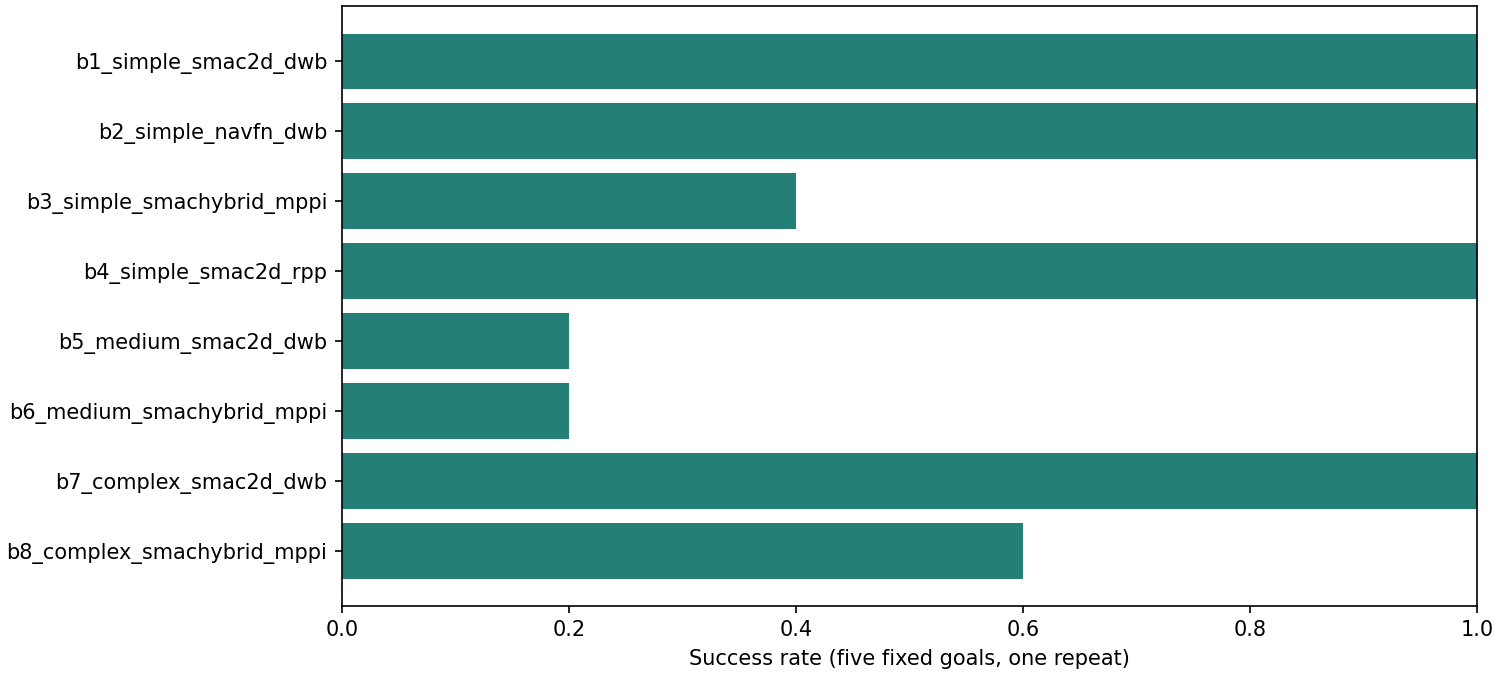 b1_simple_smac2d_dwb
b2_simple_navfn_dwb
b3_simple_smachybrid_mppi
b4_simple_smac2d_rpp
b5_medium_smac2d_dwb
b6_medium_smachybrid_mppi
b7_complex_smac2d_dwb
b8_complex_smachybrid_mppi
0.0 0.2 0.4 0.6 0.8 1.0
Success rate (five fixed goals, one repeat)